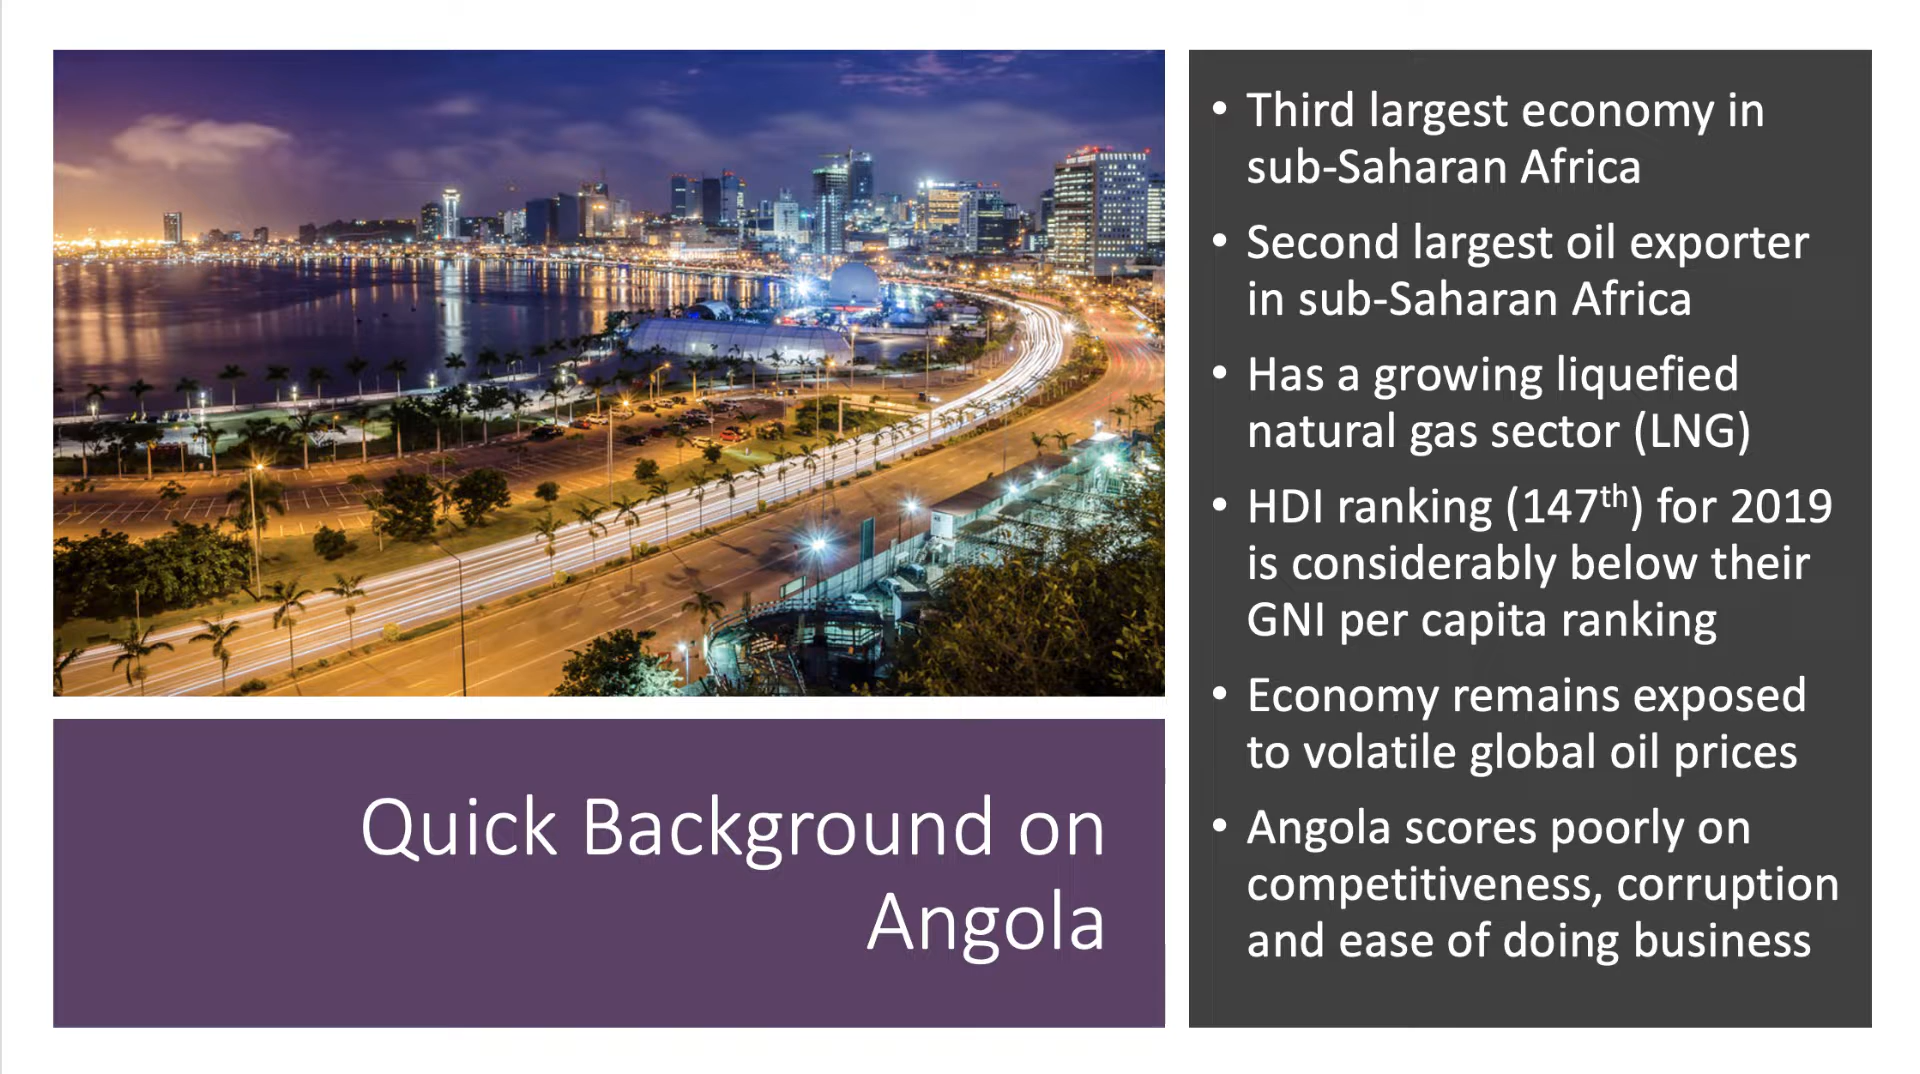 Quick Background on
Angola
• Third largest economy in
sub-Saharan Africa
• Second largest oil exporter
in sub-Saharan Africa
• Has a growing liquefied
natural gas sector (LNG)
• HDI ranking (147th) for 2019
is considerably below their
GNI per capita ranking
• Economy remains exposed
to volatile global oil prices
• Angola scores poorly on
competitiveness, corruption
and ease of doing business